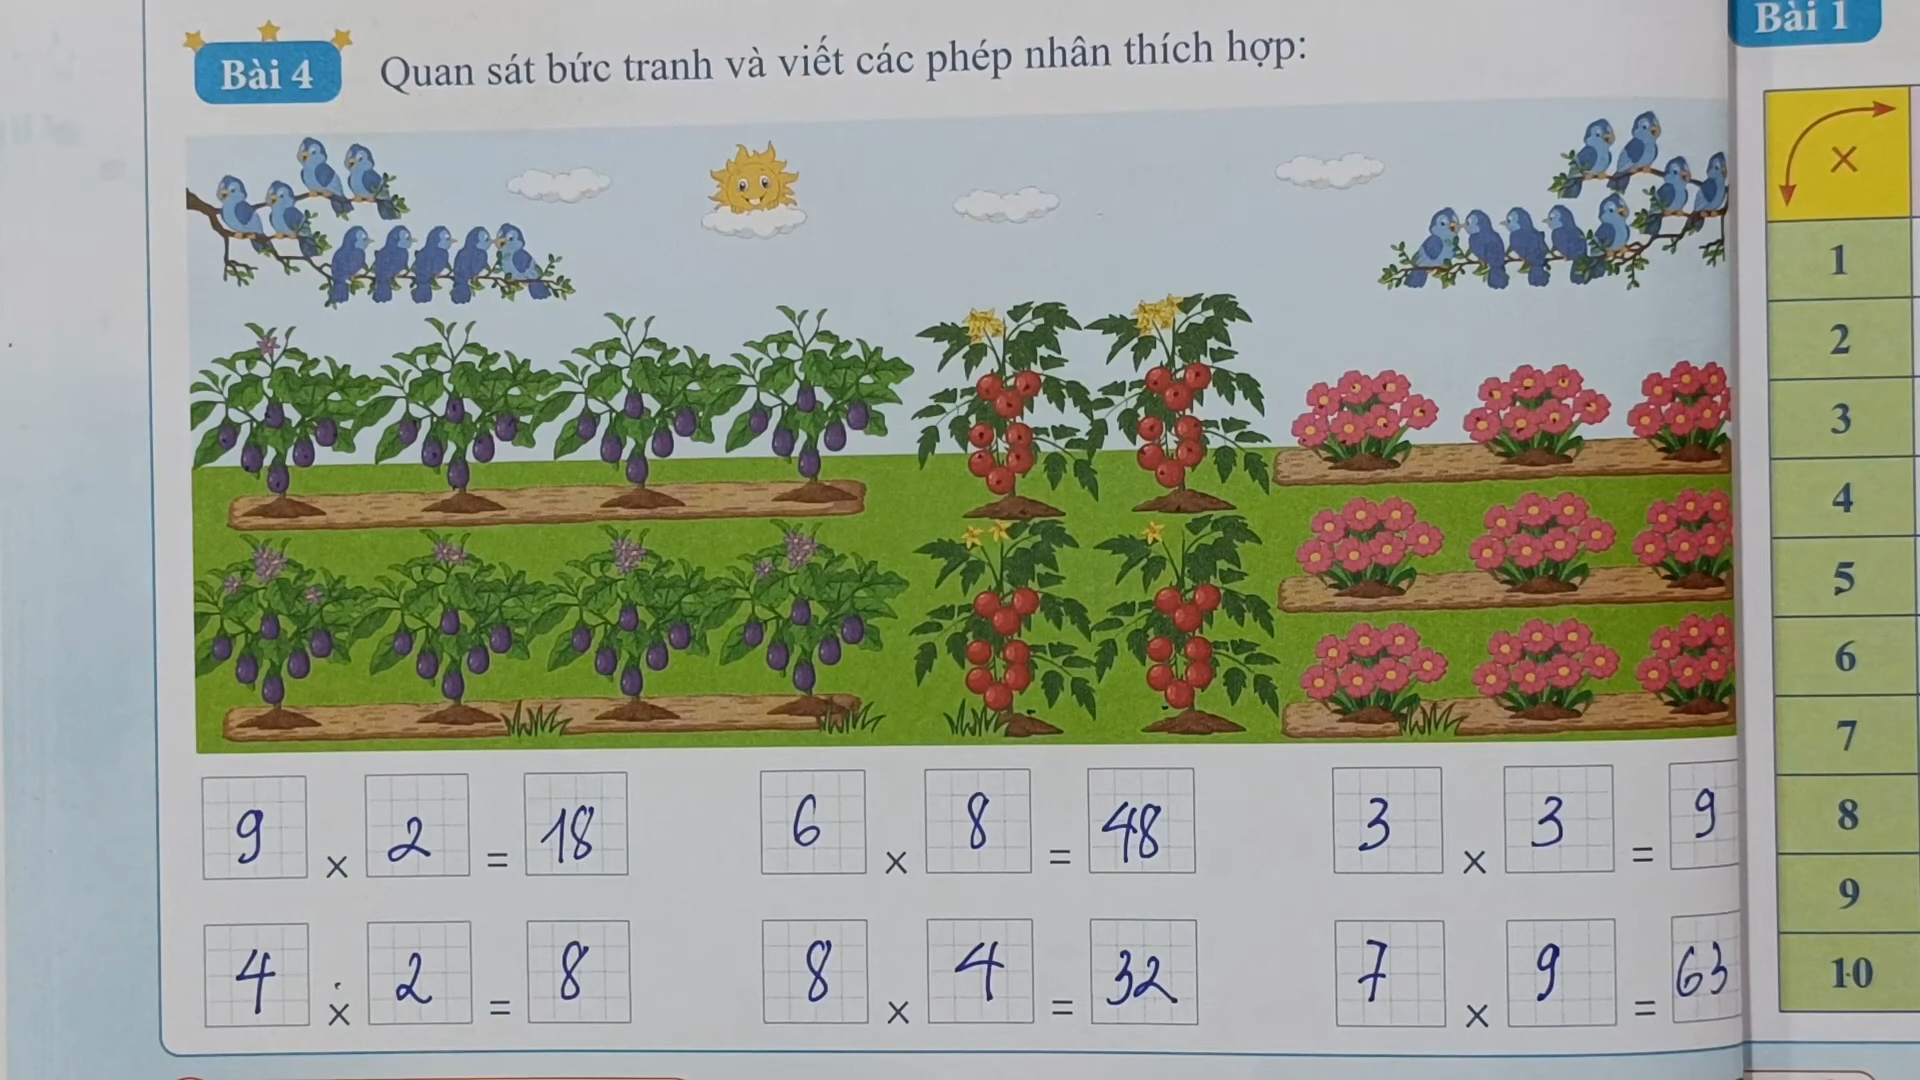 Bài 4 Quan sát bức tranh và viết các phép nhân thích hợp:
9 × 2 = 18
6 × 8 = 48
3 × 3 = 9
4 × 2 = 8
8 × 4 = 32
7 × 9 = 63
Bài 1
×
1
2
3
4
5
6
7
8
9
10